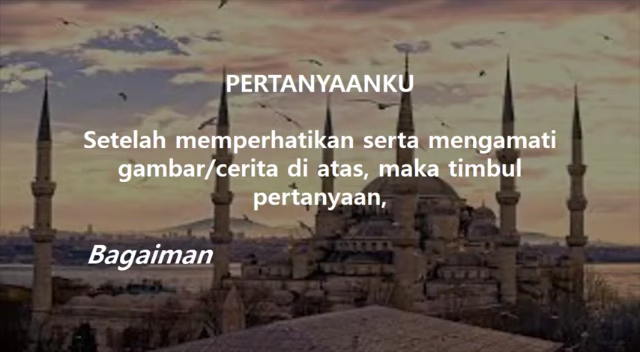 PERTANYAANKU
Setelah memperhatikan serta mengamati
gambar/cerita di atas, maka timbul
pertanyaan,
Bagaiman